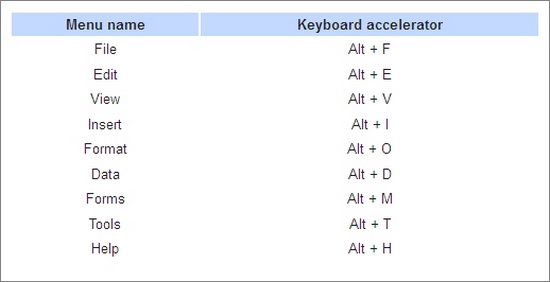 Menu name Keyboard accelerator
File Alt + F
Edit Alt + E
View Alt + V
Insert Alt + I
Format Alt + O
Data Alt + D
Forms Alt + M
Tools Alt + T
Help Alt + H